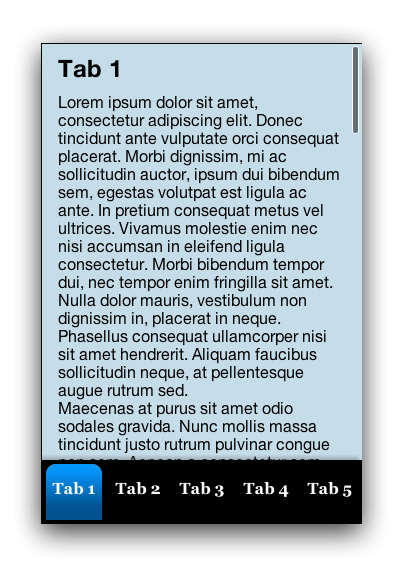 Tab 1
Lorem ipsum dolor sit amet,
consectetur adipiscing elit. Donec
tincidunt ante vulputate orci consequat
placerat. Morbi dignissim, mi ac
sollicitudin auctor, ipsum dui bibendum
sem, egestas volutpat est ligula ac
ante. In pretium consequat metus vel
ultrices. Vivamus molestie enim nec
nisi accumsan in eleifend ligula
consectetur. Morbi bibendum tempor
dui, nec tempor enim fringilla sit amet.
Nulla dolor mauris, vestibulum non
dignissim in, placerat in neque.
Phasellus consequat ullamcorper nisi
sit amet hendrerit. Aliquam faucibus
sollicitudin neque, at pellentesque
augue rutrum sed.
Maecenas at purus sit amet odio
sodales gravida. Nunc mollis massa
tincidunt justo rutrum pulvinar congue
Tab 1 Tab 2 Tab 3 Tab 4 Tab 5